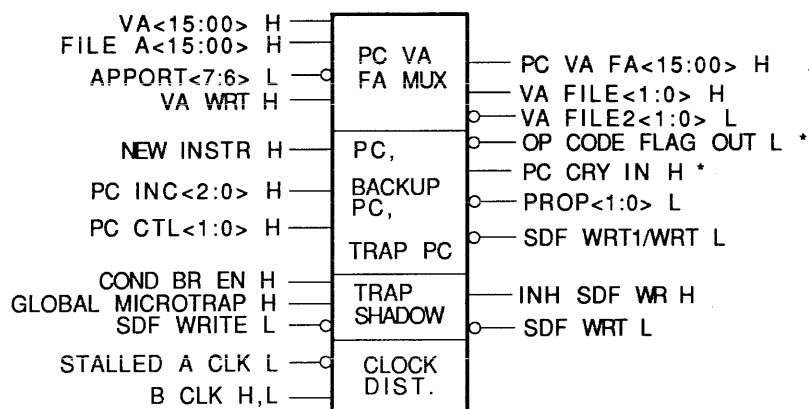 VA<15:00> H
FILE A<15:00> H
APPORT<7:6> L
VA WRT H
NEW INSTR H
PC INC<2:0> H
PC CTL<1:0> H
COND BR EN H
GLOBAL MICROTRAP H
SDF WRITE L
STALLED A CLK L
B CLK H,L
PC VA
FA MUX
PC,
BACKUP
PC,
TRAP PC
TRAP
SHADOW
CLOCK
DIST.
PC VA FA<15:00> H
VA FILE<1:0> H
VA FILE2<1:0> L
OP CODE FLAG OUT L *
PC CRY IN H *
PROP<1:0> L
SDF WRT1/WRT L
INH SDF WR H
SDF WRT L